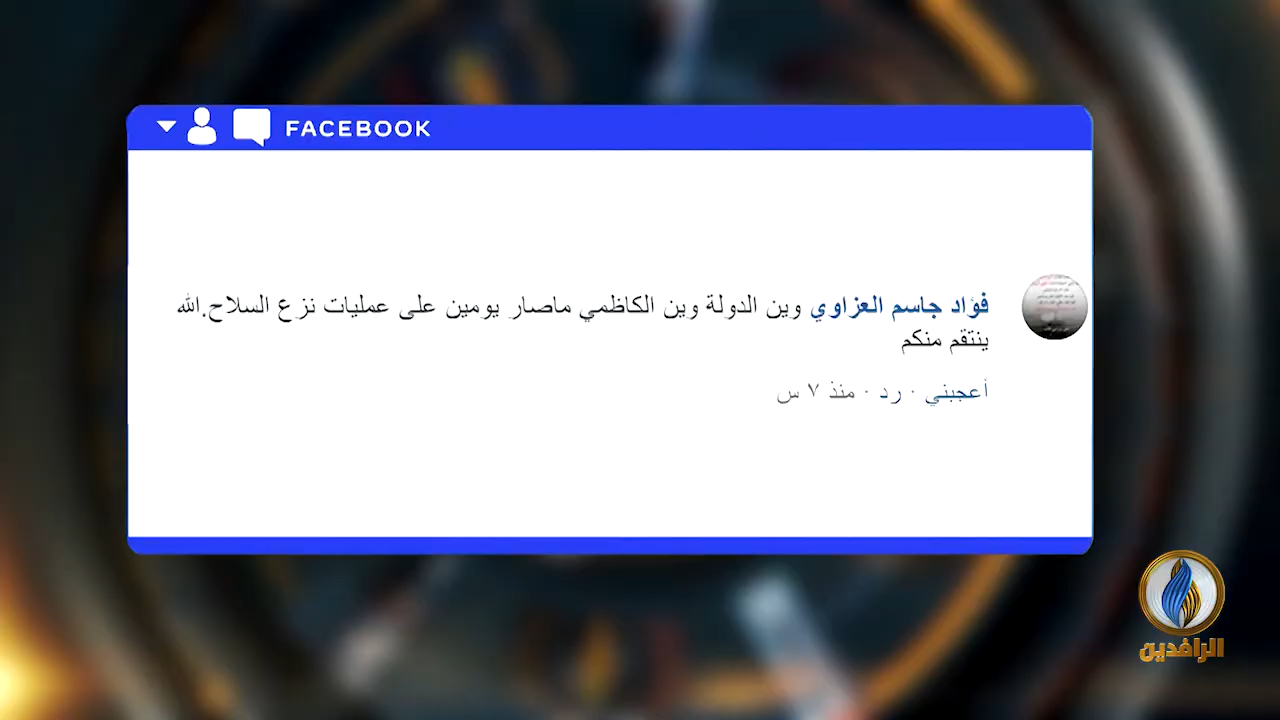 FACEBOOK
فؤاد جاسم العزاوي وين الدولة وين الكاظمي ماصار يومين على عمليات نزع السلاح.الله
ينتقم منكم
أعجبني · رد · منذ ٧ س
الرافدين